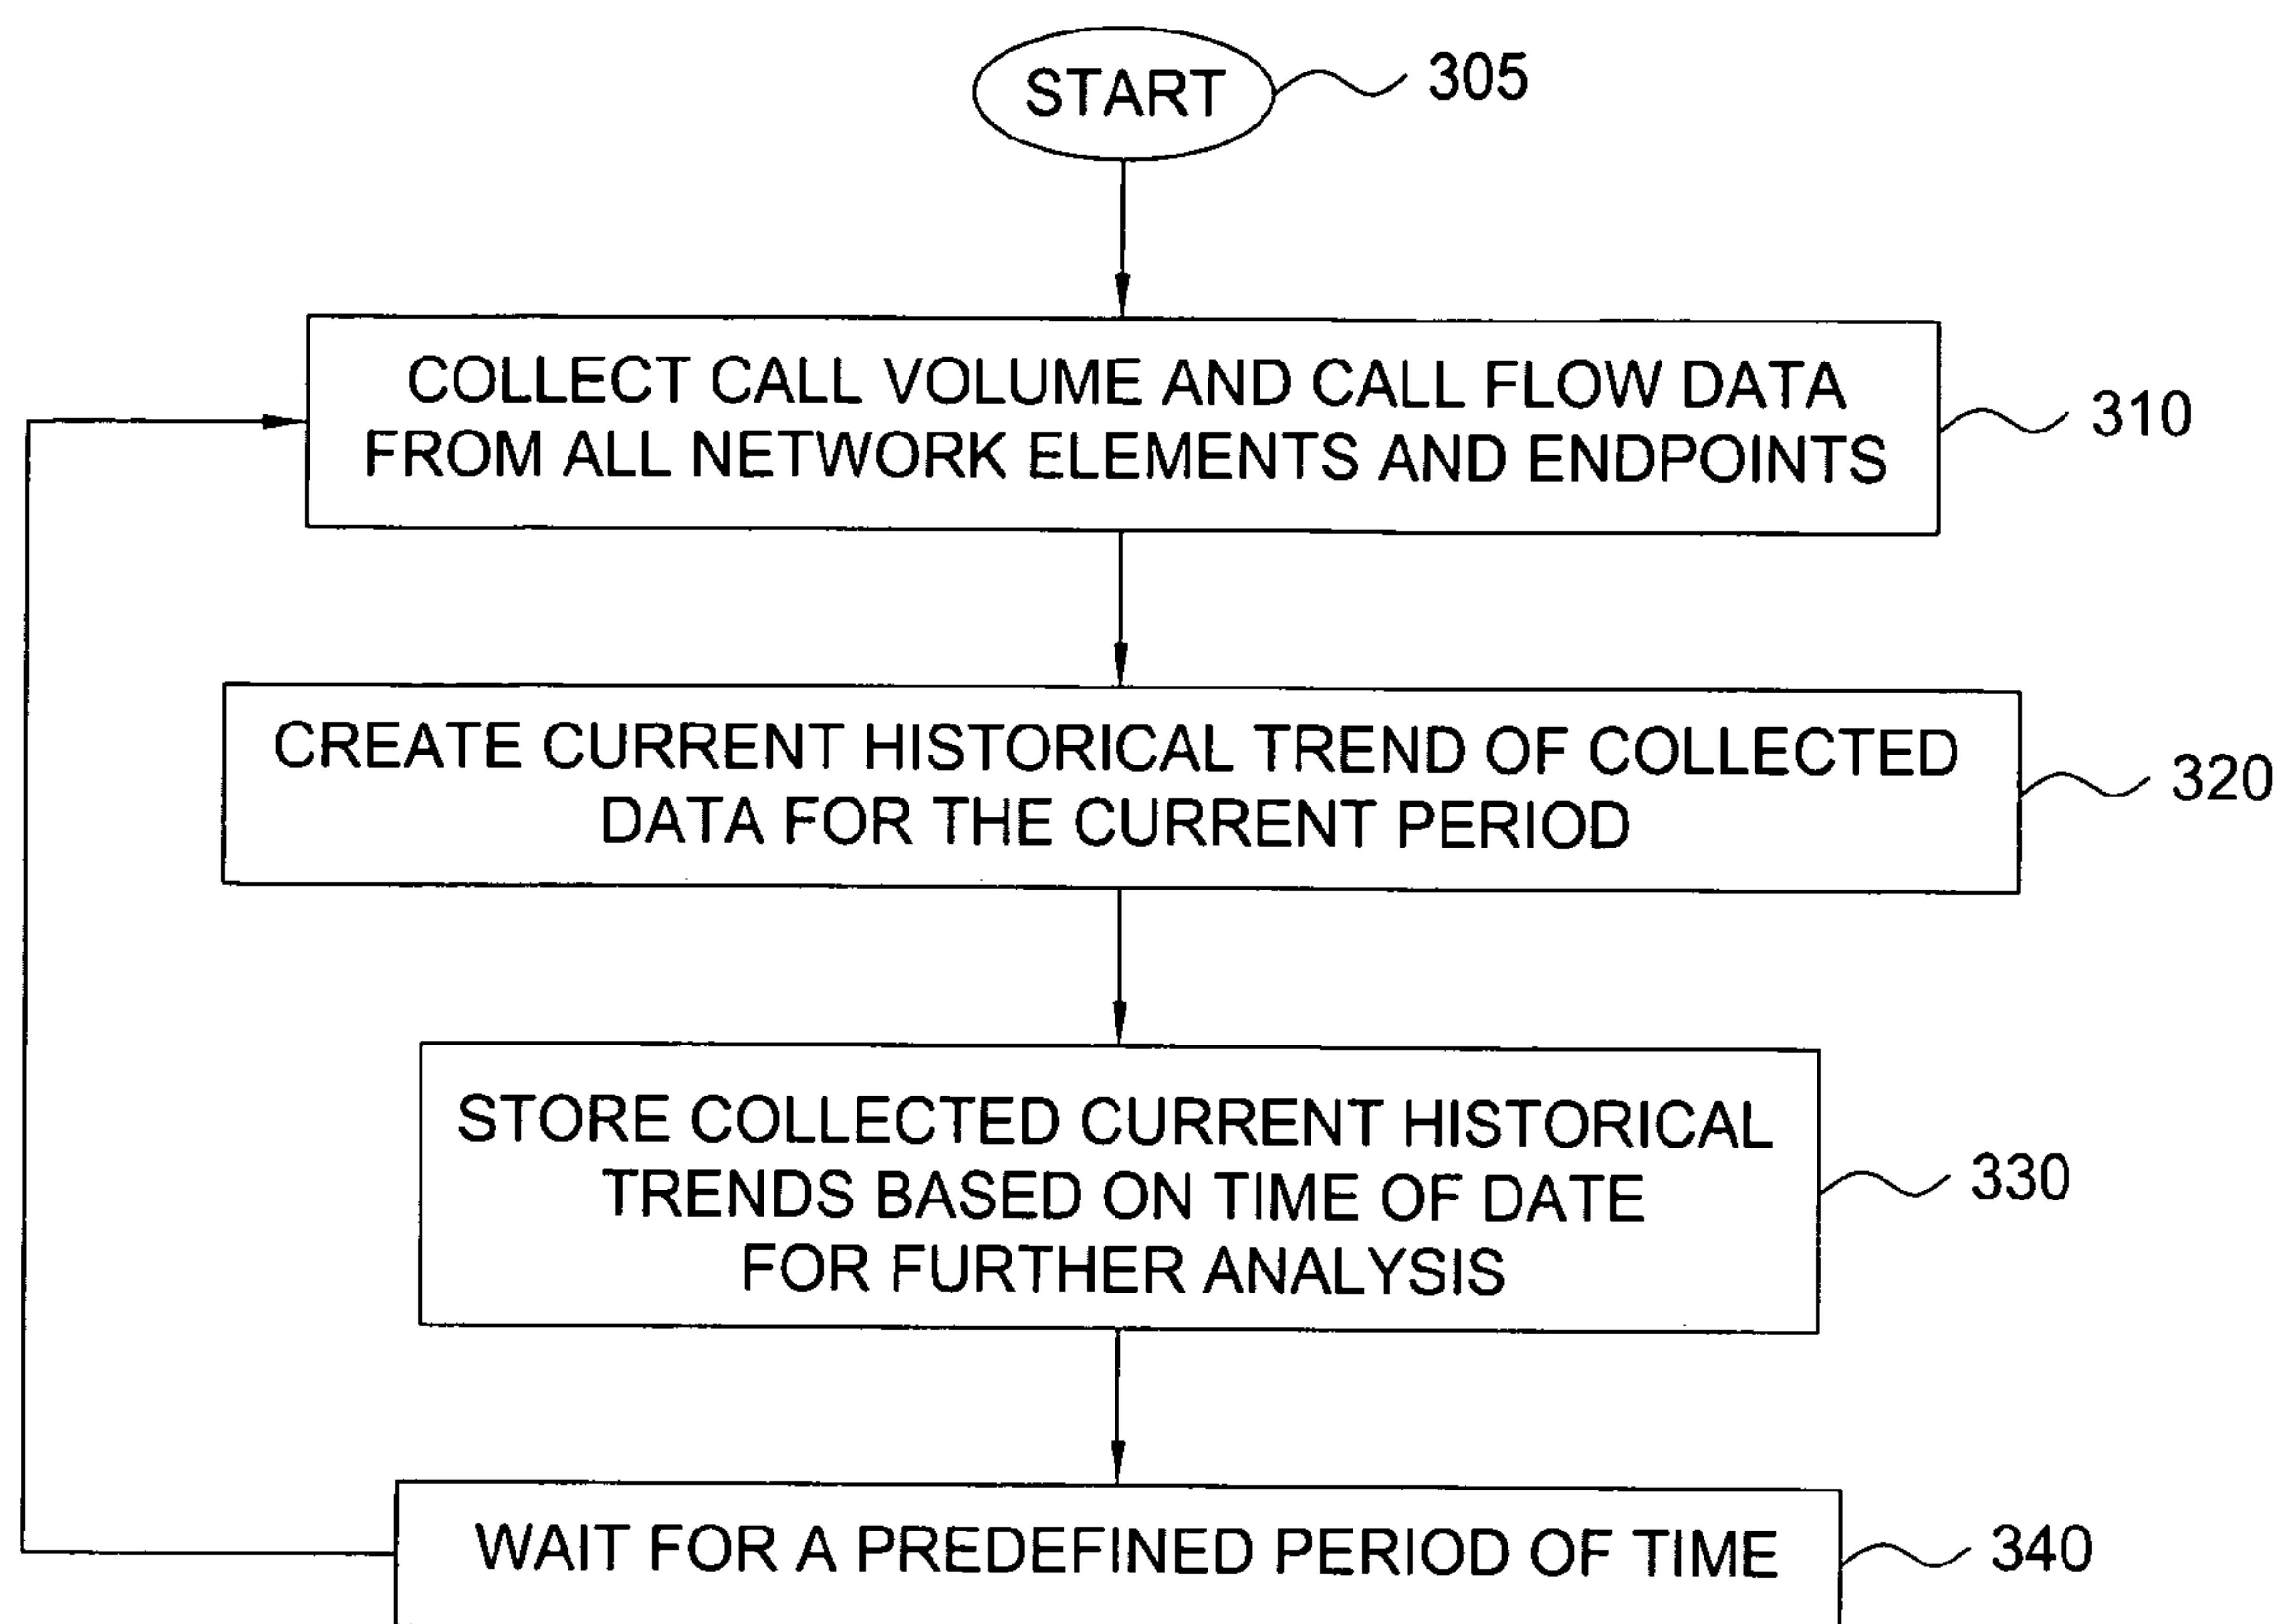 START
305
COLLECT CALL VOLUME AND CALL FLOW DATA
FROM ALL NETWORK ELEMENTS AND ENDPOINTS
310
CREATE CURRENT HISTORICAL TREND OF COLLECTED
DATA FOR THE CURRENT PERIOD
320
STORE COLLECTED CURRENT HISTORICAL
TRENDS BASED ON TIME OF DATE
FOR FURTHER ANALYSIS
330
WAIT FOR A PREDEFINED PERIOD OF TIME
340